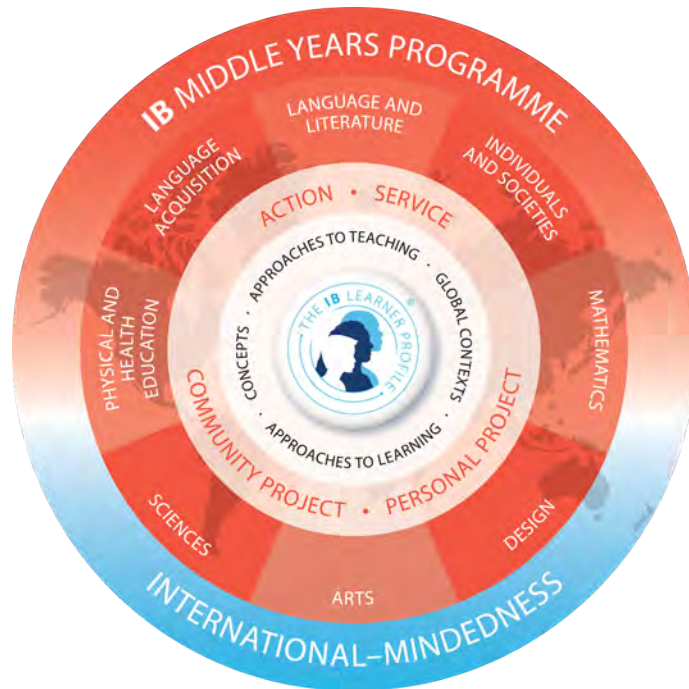 IB MIDDLE YEARS PROGRAMME
LANGUAGE AND
LITERATURE
INDIVIDUALS
AND SOCIETIES
MATHEMATICS
DESIGN
ARTS
SCIENCES
PHYSICAL AND
HEALTH
EDUCATION
LANGUAGE
ACQUISITION
ACTION • SERVICE
COMMUNITY PROJECT • PERSONAL PROJECT
APPROACHES TO TEACHING · GLOBAL CONTEXTS · APPROACHES TO LEARNING · CONCEPTS ·
THE IB LEARNER PROFILE ®
INTERNATIONAL–MINDEDNESS